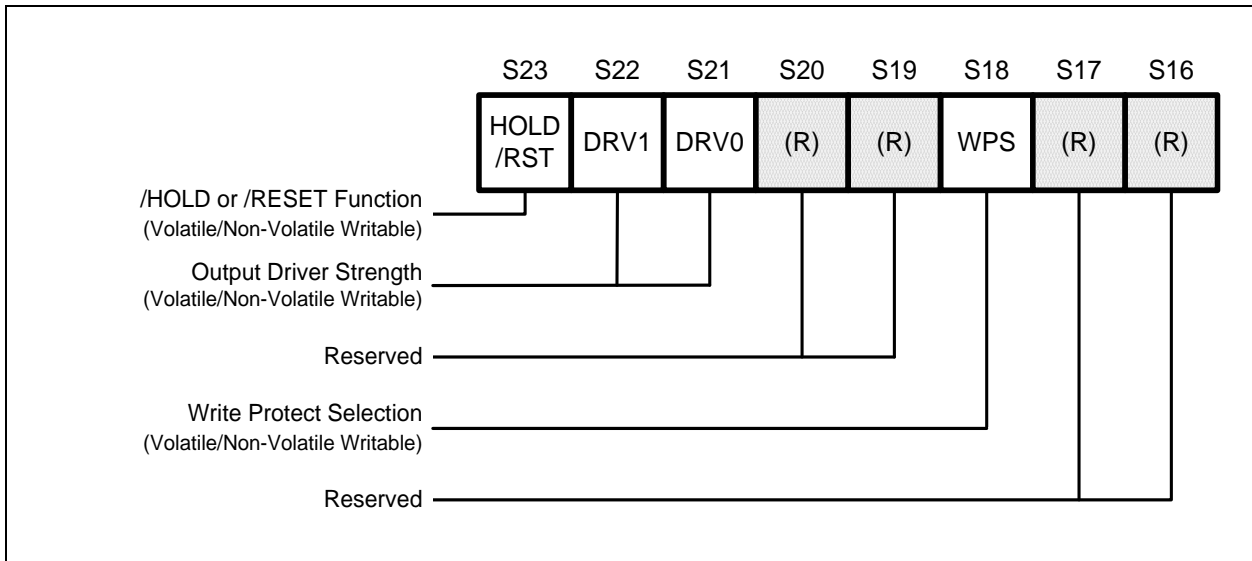 S23 S22 S21 S20 S19 S18 S17 S16
HOLD
/RST DRV1 DRV0 (R) (R) WPS (R) (R)
/HOLD or /RESET Function
(Volatile/Non-Volatile Writable)
Output Driver Strength
(Volatile/Non-Volatile Writable)
Reserved
Write Protect Selection
(Volatile/Non-Volatile Writable)
Reserved